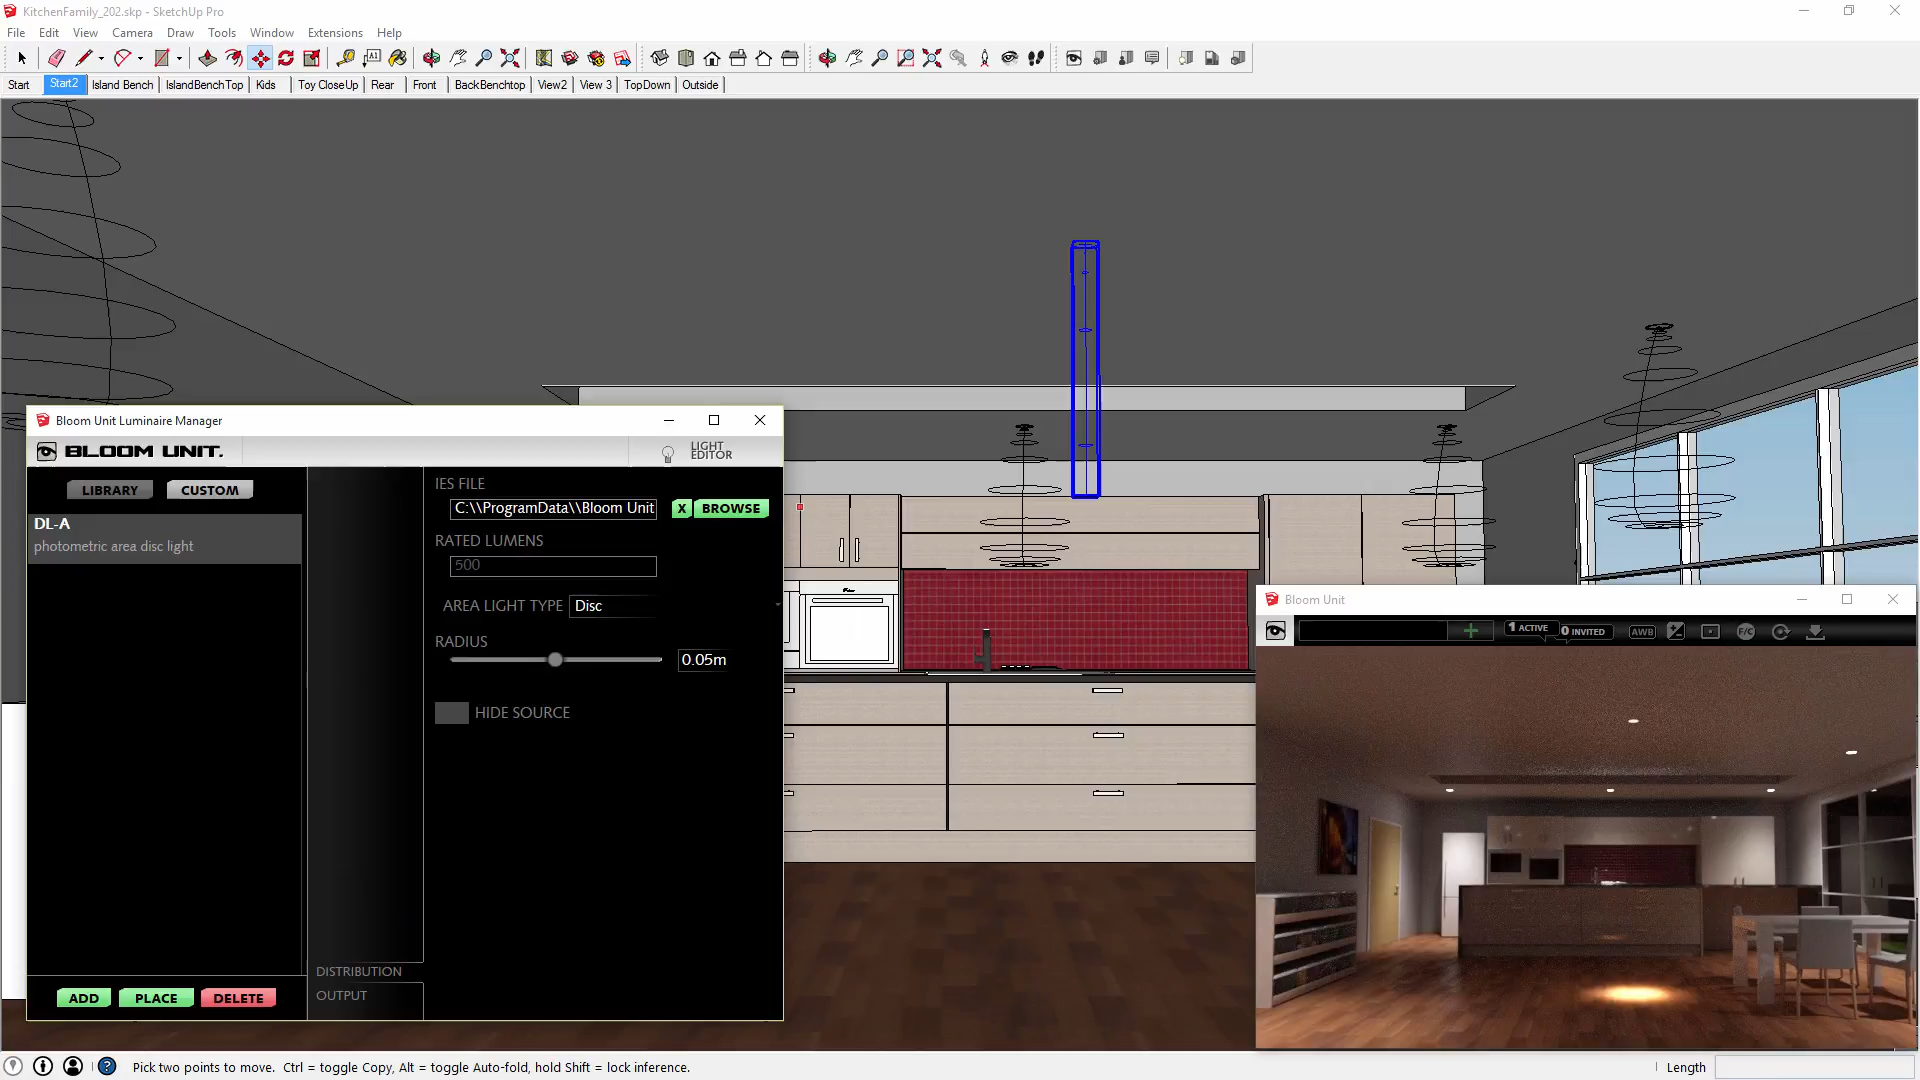 KitchenFamily_202.skp - SketchUp Pro
File Edit View Camera Draw Tools Window Extensions Help
A1
Start Start2 Island Bench IslandBenchTop Kids Toy CloseUp Rear Front BackBenchtop View2 View 3 TopDown Outside
Bloom Unit Luminaire Manager
BLOOM UNIT.
LIGHT EDITOR
LIBRARY CUSTOM
DL-A
photometric area disc light
IES FILE
C:\\ProgramData\\Bloom Unit X BROWSE
RATED LUMENS
500
AREA LIGHT TYPE Disc
RADIUS
0.05m
HIDE SOURCE
DISTRIBUTION
OUTPUT
ADD PLACE DELETE
Bloom Unit
1 ACTIVE 0 INVITED AWB F/C
Pick two points to move. Ctrl = toggle Copy, Alt = toggle Auto-fold, hold Shift = lock inference.
Length